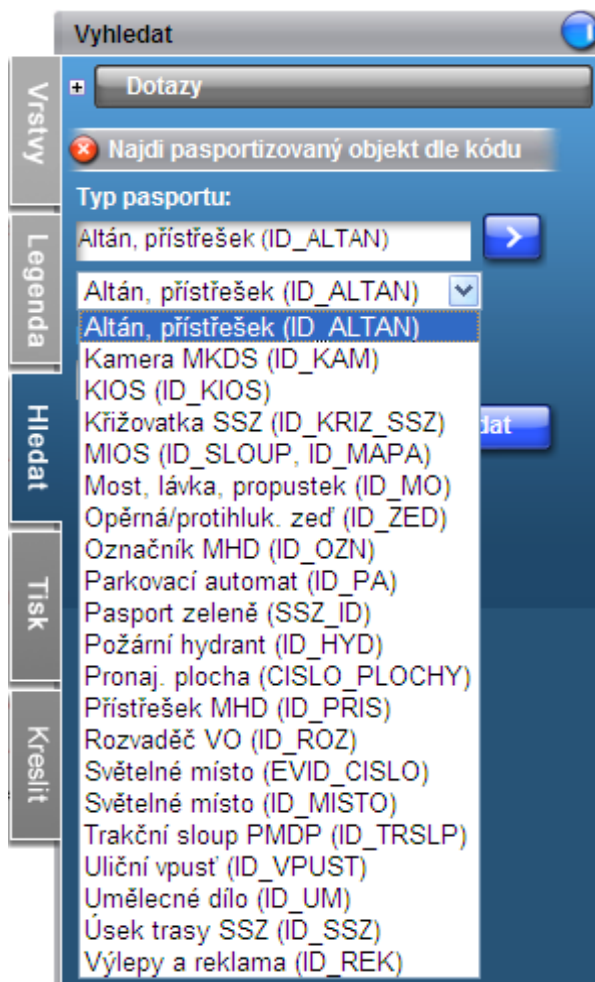 Vyhledat
Vrstvy
Legenda
Hledat
Tisk
Kreslit
Dotazy
Najdi pasportizovaný objekt dle kódu
Typ pasportu:
Altán, přístřešek (ID_ALTAN)
Altán, přístřešek (ID_ALTAN)
Altán, přístřešek (ID_ALTAN)
Kamera MKDS (ID_KAM)
KIOS (ID_KIOS)
Křižovatka SSZ (ID_KRIZ_SSZ)
MIOS (ID_SLOUP, ID_MAPA)
Most, lávka, propustek (ID_MO)
Opěrná/protihluk. zeď (ID_ZED)
Označník MHD (ID_OZN)
Parkovací automat (ID_PA)
Pasport zeleně (SSZ_ID)
Požární hydrant (ID_HYD)
Pronaj. plocha (CISLO_PLOCHY)
Přístřešek MHD (ID_PRIS)
Rozvaděč VO (ID_ROZ)
Světelné místo (EVID_CISLO)
Světelné místo (ID_MISTO)
Trakční sloup PMDP (ID_TRSLP)
Uliční vpusť (ID_VPUST)
Umělecké dílo (ID_UM)
Úsek trasy SSZ (ID_SSZ)
Výlepy a reklama (ID_REK)